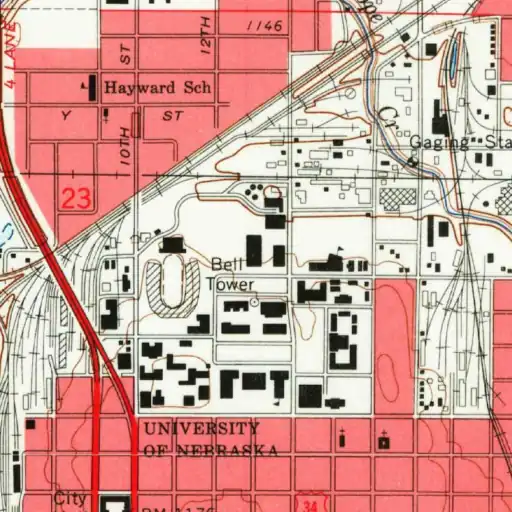 4 LANE
ST
12TH
1146
Hayward Sch
Y ST
10TH
Gaging Sta
23
Bell
Tower
UNIVERSITY
OF NEBRASKA
City
BM 1176
34